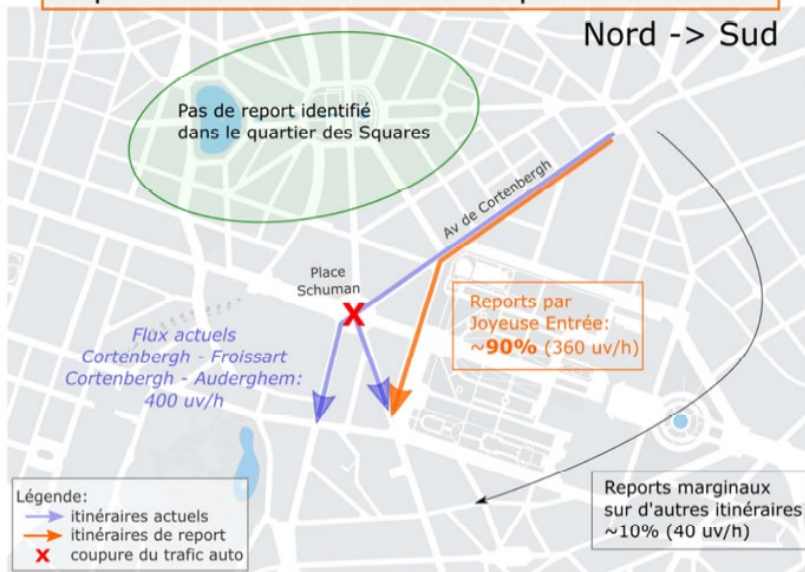 Nord -> Sud
Pas de report identifié
dans le quartier des Squares
Av de Cortenbergh
Place
Schuman
X
Reports par
Joyeuse Entrée:
~90% (360 uv/h)
Flux actuels
Cortenbergh - Froissart
Cortenbergh - Auderghem:
400 uv/h
Légende:
itinéraires actuels
itinéraires de report
X coupure du trafic auto
Reports marginaux
sur d'autres itinéraires
~10% (40 uv/h)